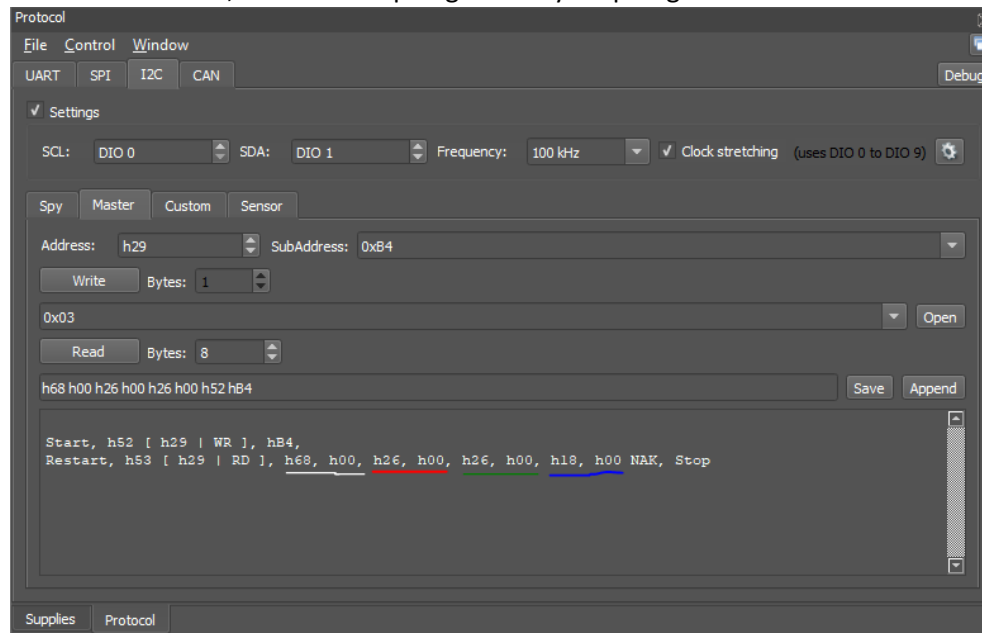 Protocol
File Control Window
UART SPI I2C CAN Debug
Settings
SCL: DIO 0 SDA: DIO 1 Frequency: 100 kHz Clock stretching (uses DIO 0 to DIO 9)
Spy Master Custom Sensor
Address: h29 SubAddress: 0xB4
Write Bytes: 1
0x03 Open
Read Bytes: 8
h68 h00 h26 h00 h26 h00 h52 hB4 Save Append
Start, h52 [ h29 | WR ], hB4,
Restart, h53 [ h29 | RD ], h68, h00, h26, h00, h26, h00, h18, h00 NAK, Stop
Supplies Protocol